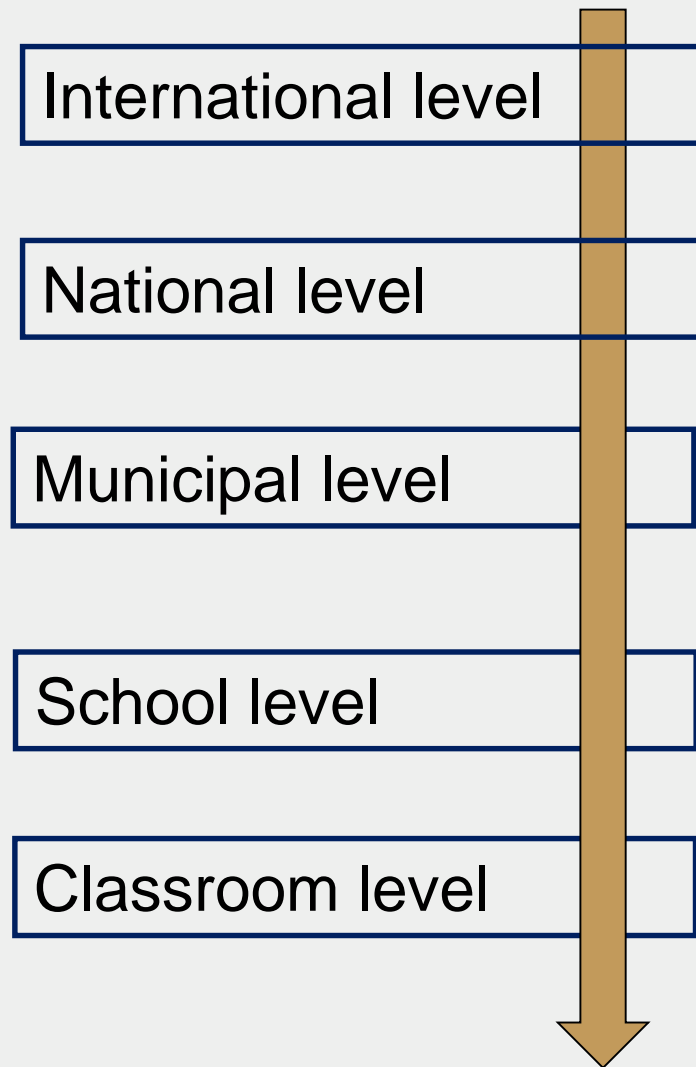 International level
National level
Municipal level
School level
Classroom level